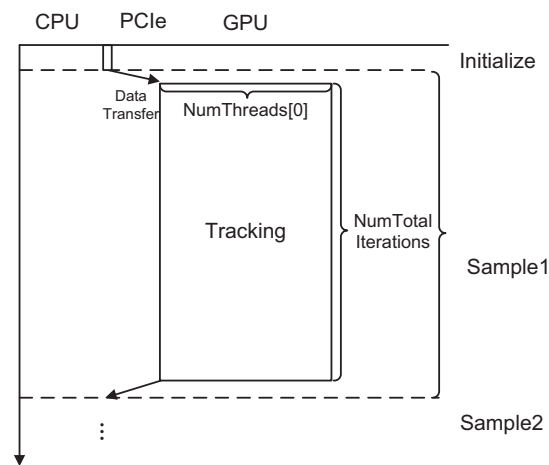 CPU PCIe GPU
Initialize
Data
Transfer
NumThreads[0]
Tracking
NumTotal
Iterations
Sample1
Sample2
⋮